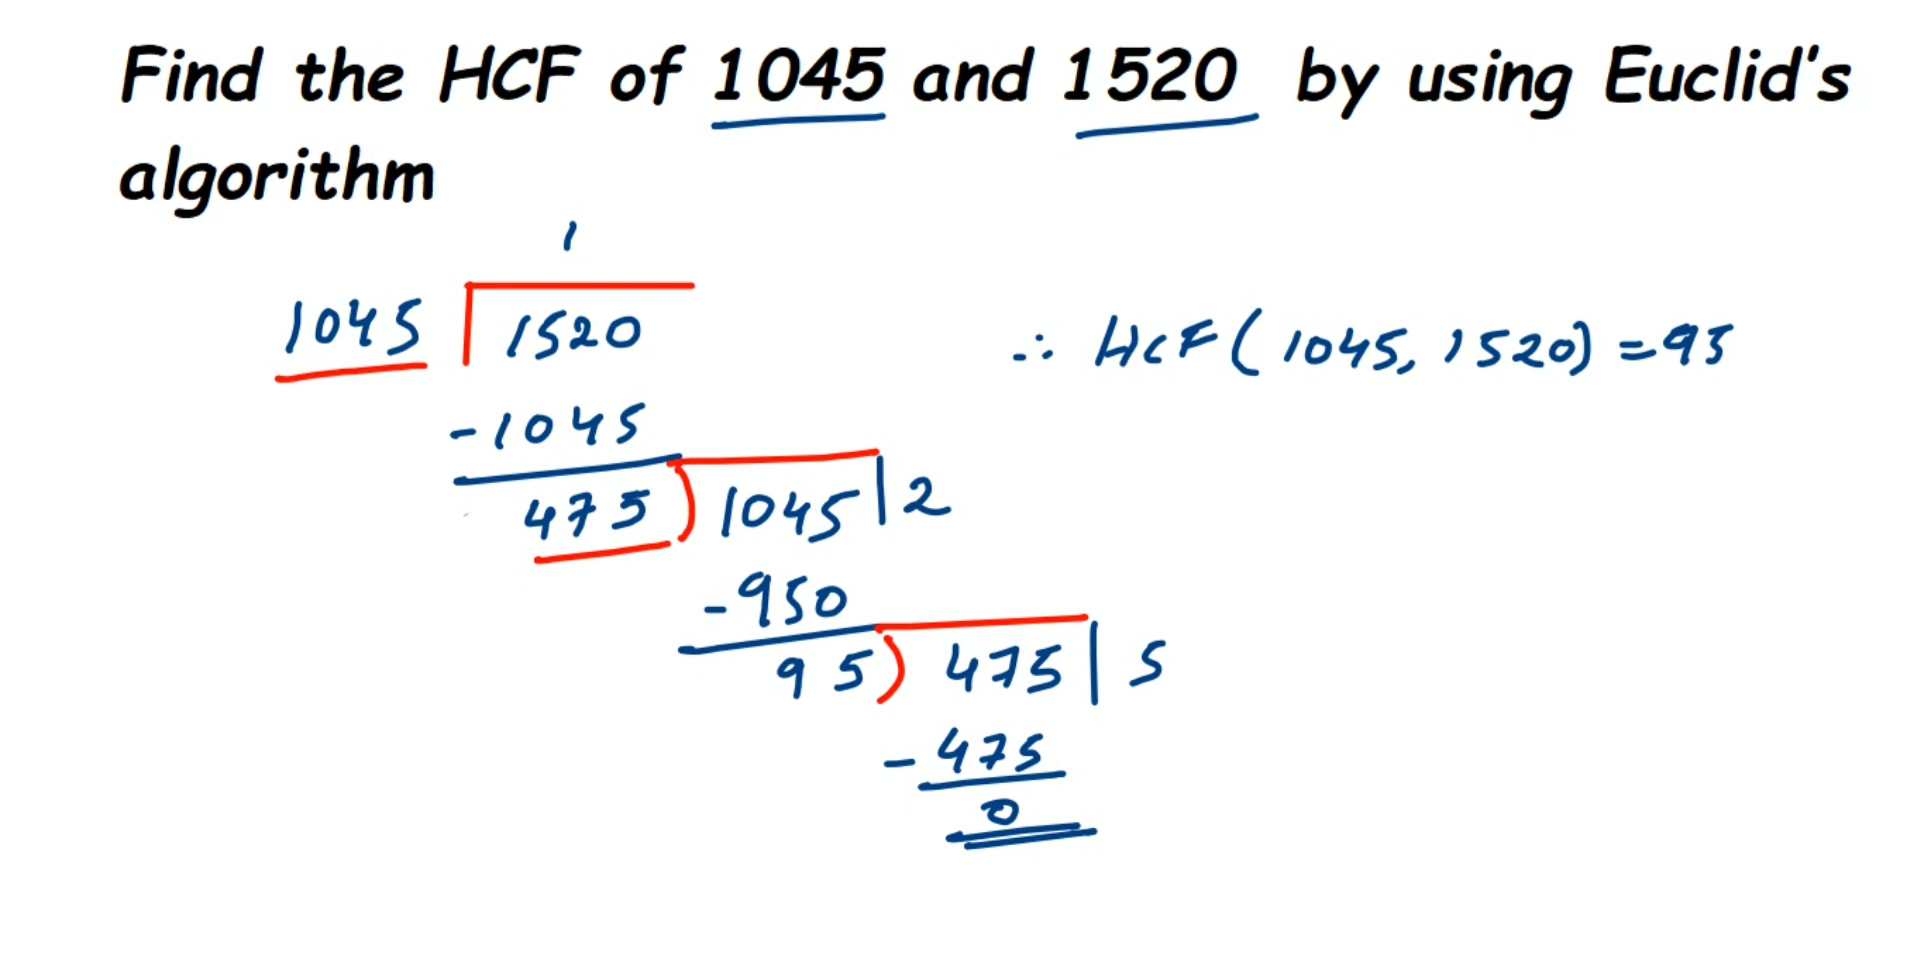 Find the HCF of 1045 and 1520 by using Euclid's
algorithm
1
1045 1520
∴ HCF(1045, 1520) = 95
-1045
475) 1045|2
-950
95) 475| 5
-475
0